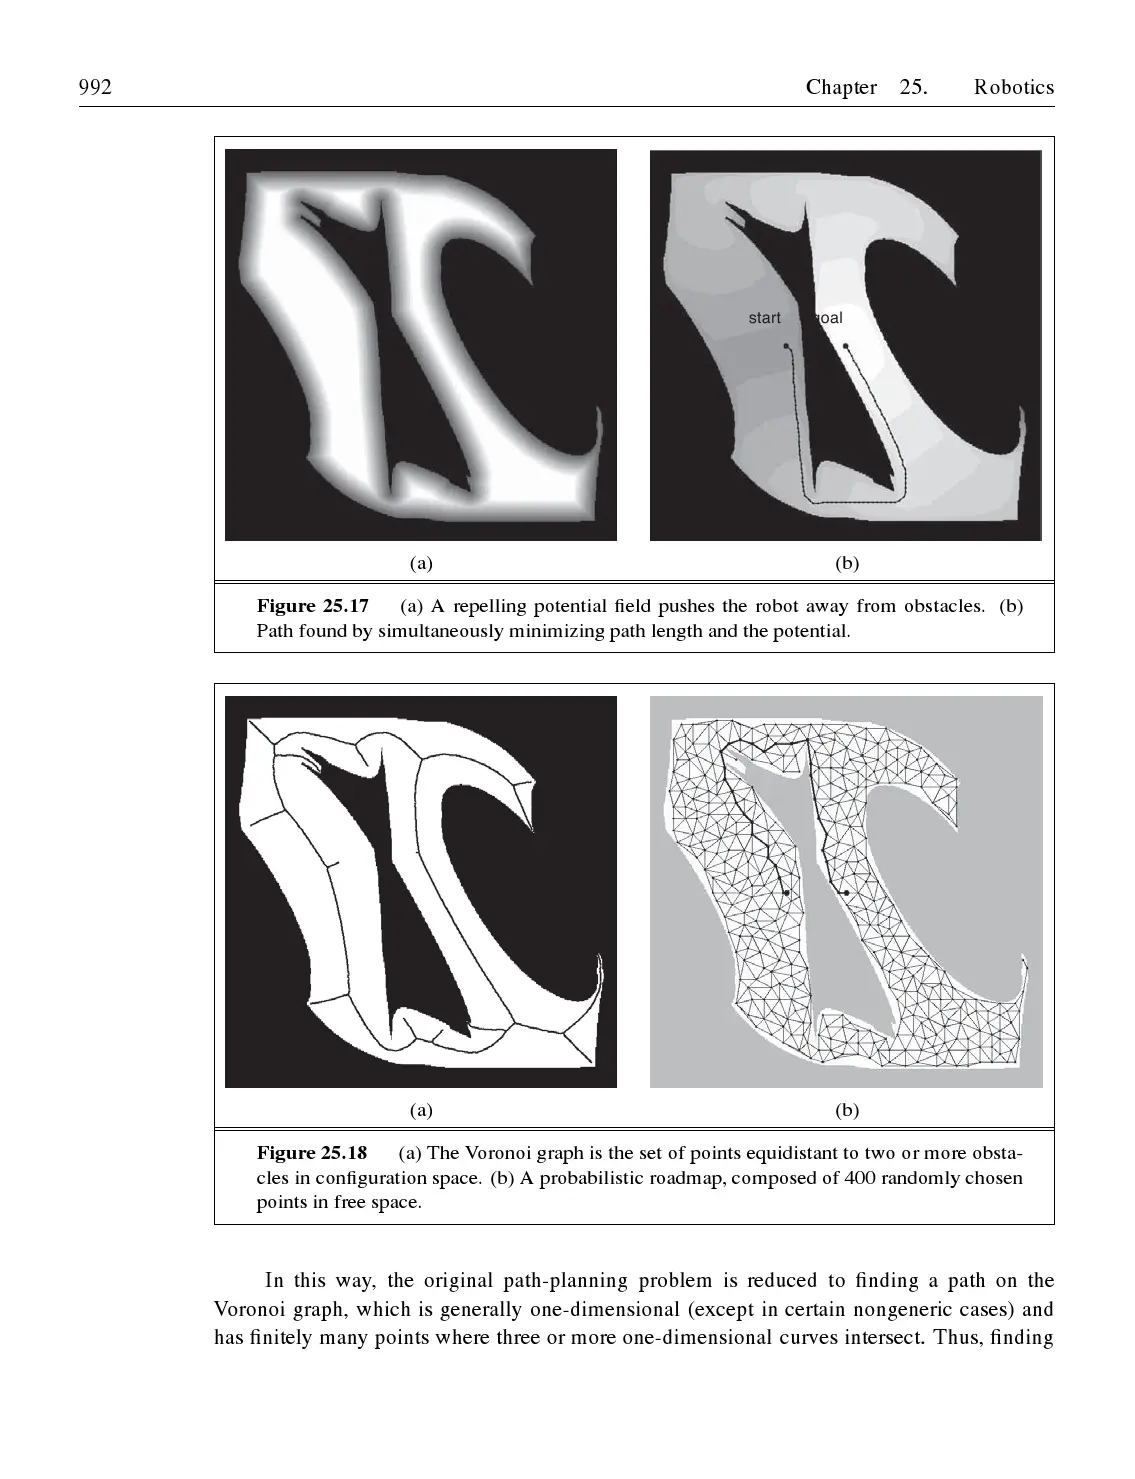 992
Chapter 25. Robotics
start
oal
(a)
(b)
Figure 25.17 (a) A repelling potential field pushes the robot away from obstacles. (b)
Path found by simultaneously minimizing path length and the potential.
(a)
(b)
Figure 25.18 (a) The Voronoi graph is the set of points equidistant to two or more obsta-
cles in configuration space. (b) A probabilistic roadmap, composed of 400 randomly chosen
points in free space.
In this way, the original path-planning problem is reduced to finding a path on the
Voronoi graph, which is generally one-dimensional (except in certain nongeneric cases) and
has finitely many points where three or more one-dimensional curves intersect. Thus, finding